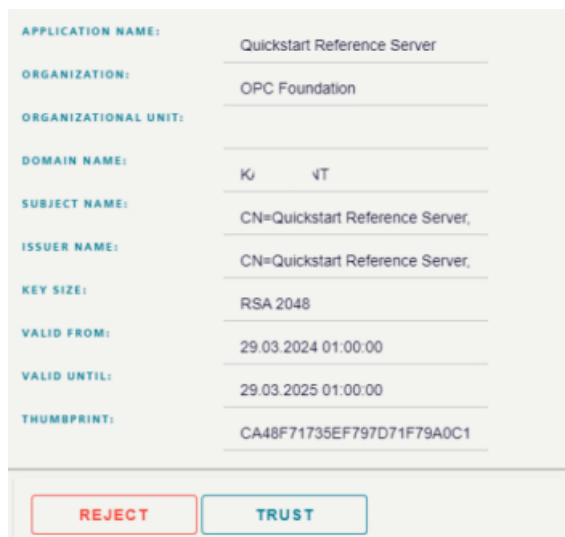 APPLICATION NAME:
Quickstart Reference Server
ORGANIZATION:
OPC Foundation
ORGANIZATIONAL UNIT:
DOMAIN NAME:
SUBJECT NAME:
CN=Quickstart Reference Server,
ISSUER NAME:
CN=Quickstart Reference Server,
KEY SIZE:
RSA 2048
VALID FROM:
29.03.2024 01:00:00
VALID UNTIL:
29.03.2025 01:00:00
THUMBPRINT:
CA48F71735EF797D71F79A0C1
REJECT TRUST